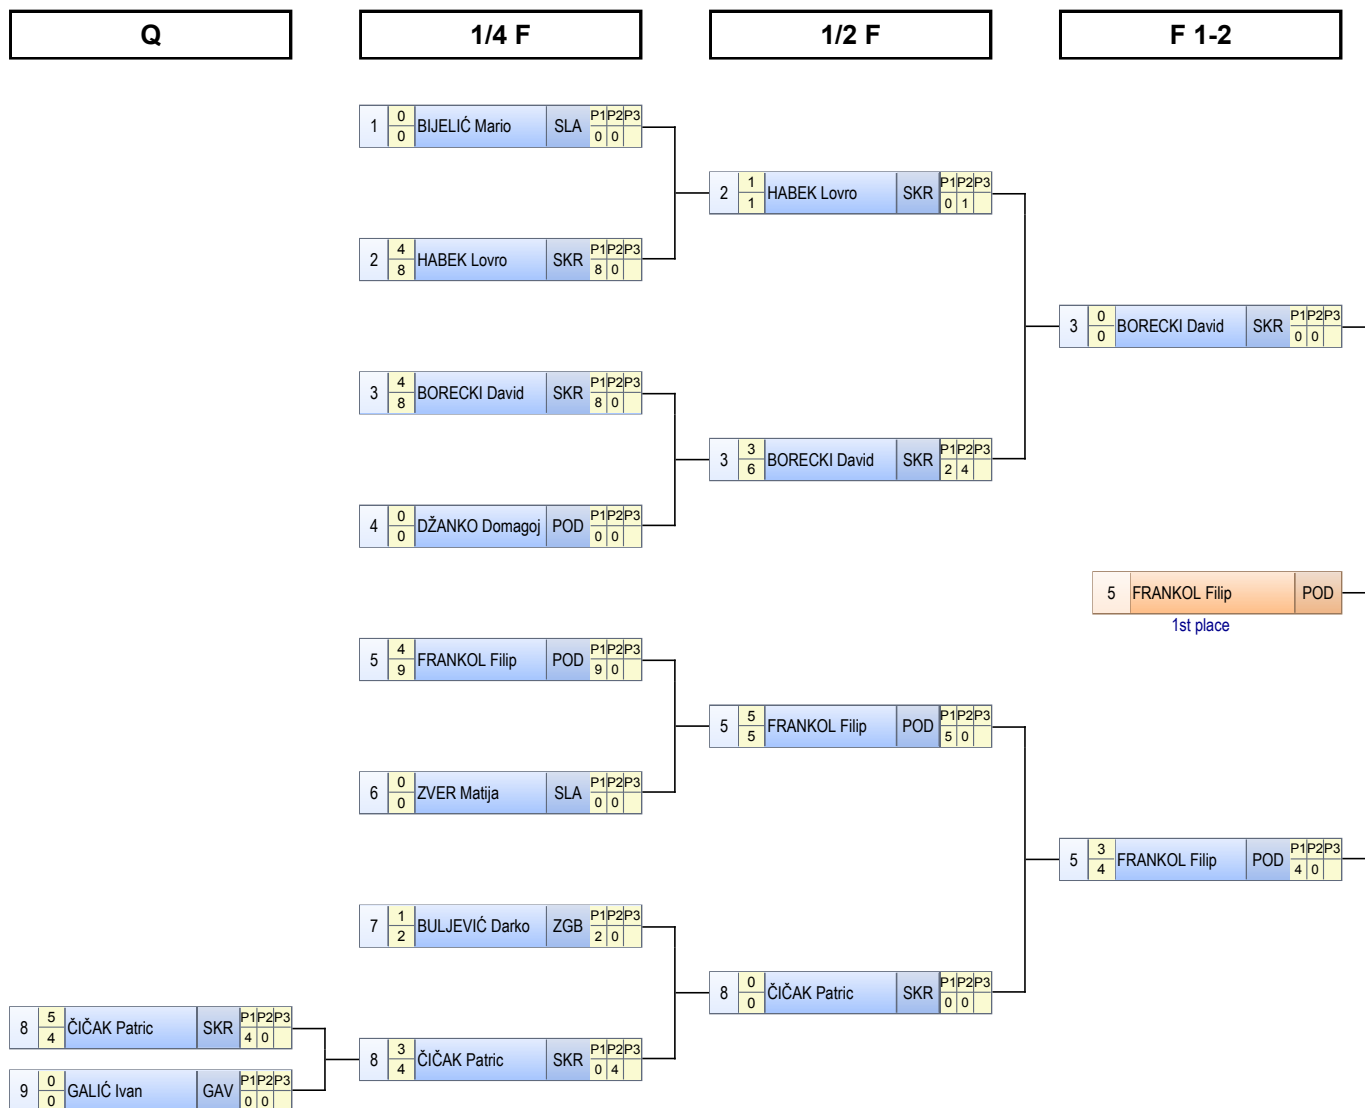 Q 1/4 F 1/2 F F 1-2
1 0 0 BIJELIĆ Mario SLA P1 P2 P3 0 0
2 1 1 HABEK Lovro SKR P1 P2 P3 0 1
2 4 8 HABEK Lovro SKR P1 P2 P3 8 0
3 0 0 BORECKI David SKR P1 P2 P3 0 0
3 4 8 BORECKI David SKR P1 P2 P3 8 0
3 3 6 BORECKI David SKR P1 P2 P3 2 4
4 0 0 DŽANKO Domagoj POD P1 P2 P3 0 0
5 FRANKOL Filip POD
1st place
5 4 9 FRANKOL Filip POD P1 P2 P3 9 0
5 5 5 FRANKOL Filip POD P1 P2 P3 5 0
6 0 0 ZVER Matija SLA P1 P2 P3 0 0
5 3 4 FRANKOL Filip POD P1 P2 P3 4 0
7 1 2 BULJEVIĆ Darko ZGB P1 P2 P3 2 0
8 0 0 ČIČAK Patric SKR P1 P2 P3 0 0
8 5 4 ČIČAK Patric SKR P1 P2 P3 4 0
8 3 4 ČIČAK Patric SKR P1 P2 P3 0 4
9 0 0 GALIĆ Ivan GAV P1 P2 P3 0 0